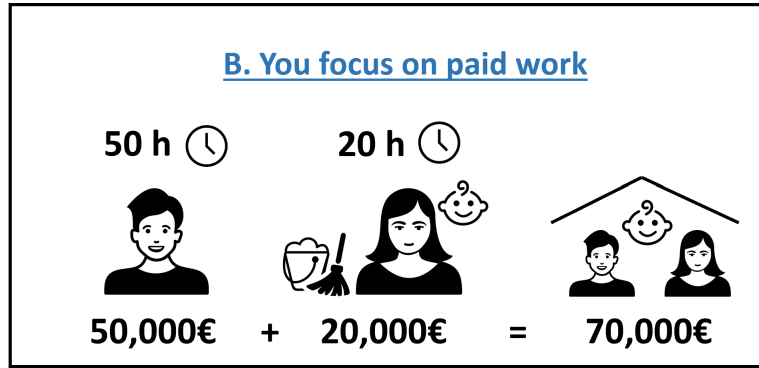 B. You focus on paid work
50 h 20 h
50,000€ + 20,000€ = 70,000€